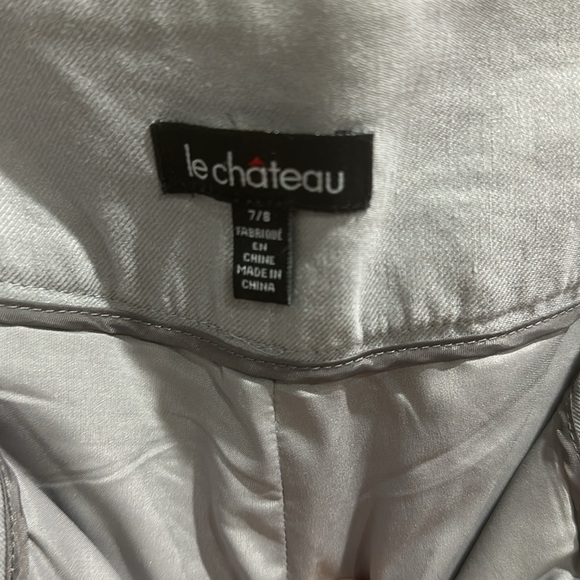 le château
7/8
FABRIQUÉ
EN
CHINE
MADE IN
CHINA